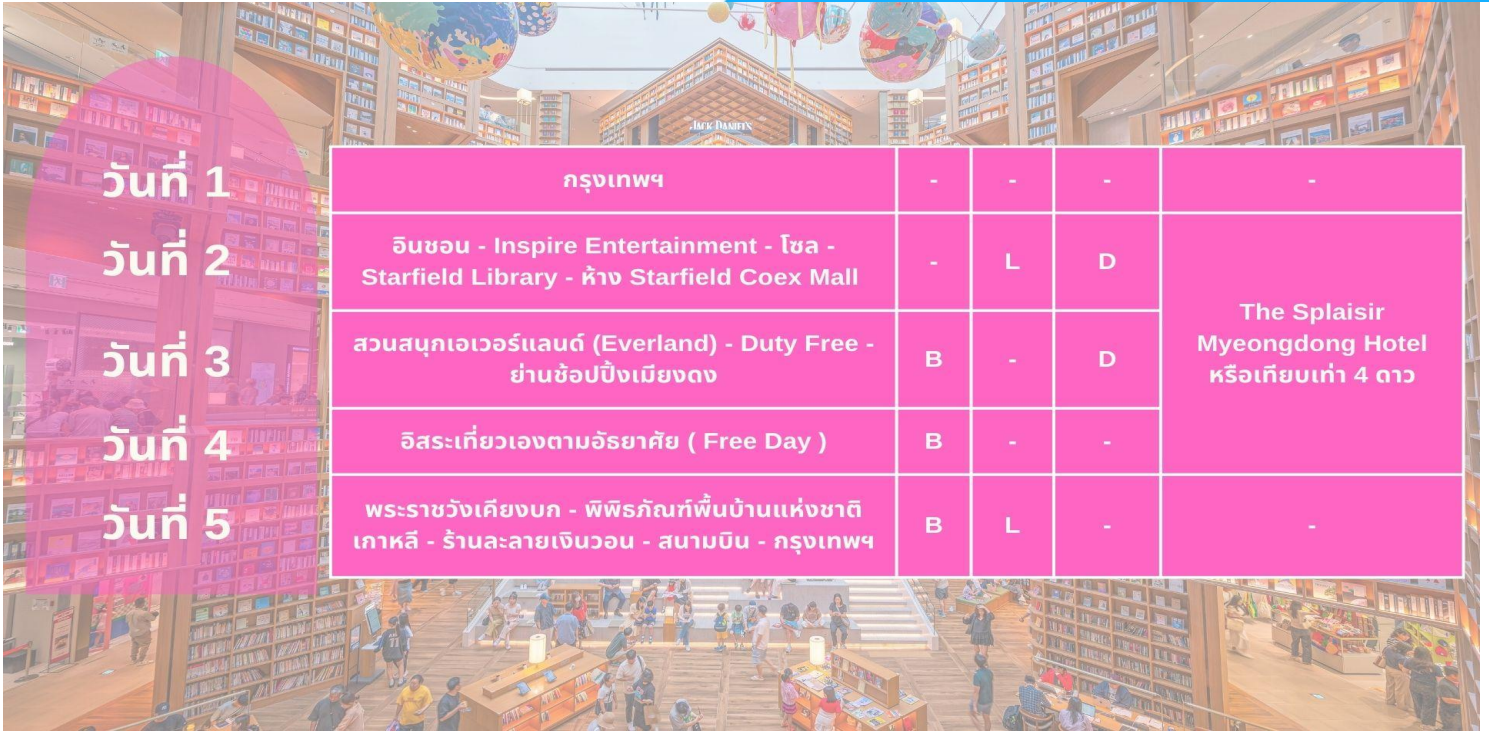 JACK DANIEL'S
วันที่ 1
กรุงเทพฯ
-
-
-
-
วันที่ 2
อินชอน - Inspire Entertainment - โซล -
Starfield Library - ห้าง Starfield Coex Mall
-
L
D
The Splaisir
Myeongdong Hotel
หรือเทียบเท่า 4 ดาว
วันที่ 3
สวนสนุกเอเวอร์แลนด์ (Everland) - Duty Free -
ย่านช้อปปิ้งเมียงดง
B
-
D
วันที่ 4
อิสระเที่ยวเองตามอัธยาศัย ( Free Day )
B
-
-
วันที่ 5
พระราชวังเคียงบก - พิพิธภัณฑ์พื้นบ้านแห่งชาติ
เกาหลี - ร้านละลายเงินวอน - สนามบิน - กรุงเทพฯ
B
L
-
-